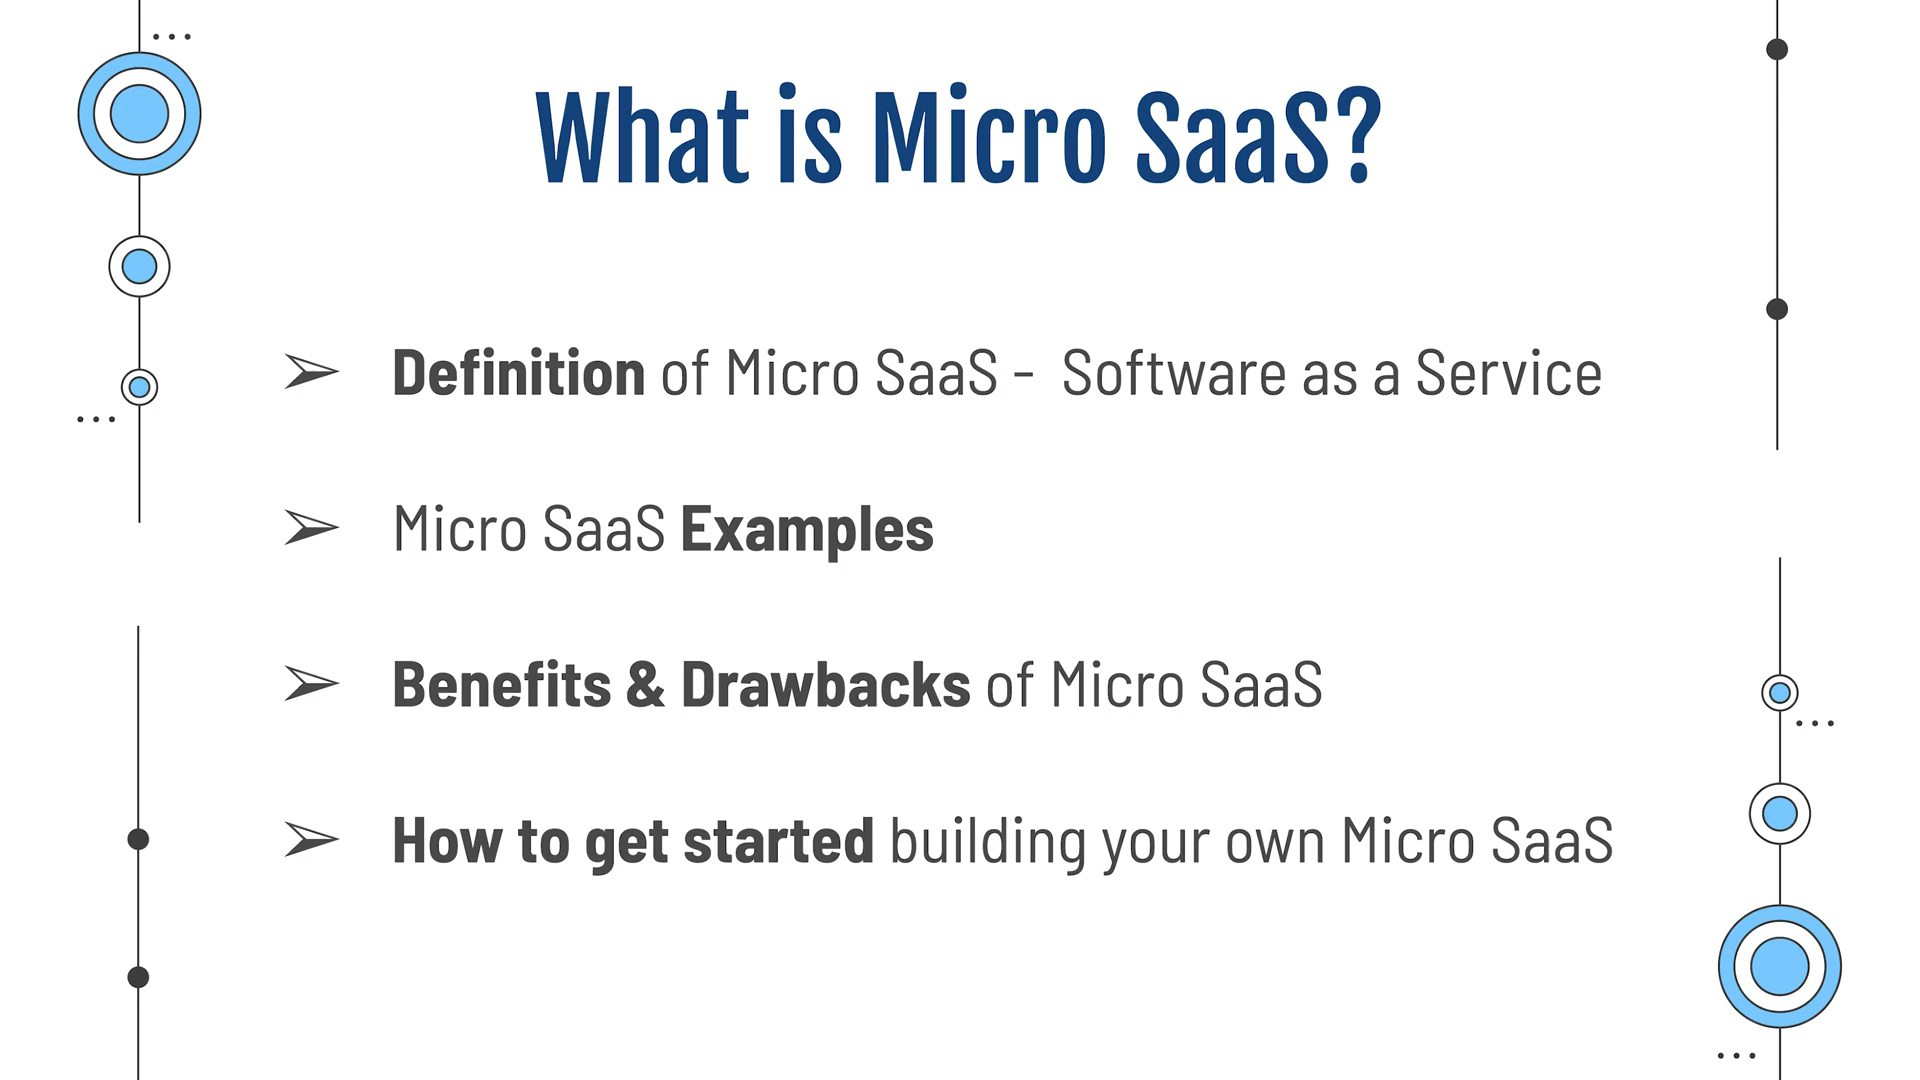 What is Micro SaaS?
➢ Definition of Micro SaaS - Software as a Service
➢ Micro SaaS Examples
➢ Benefits & Drawbacks of Micro SaaS
➢ How to get started building your own Micro SaaS